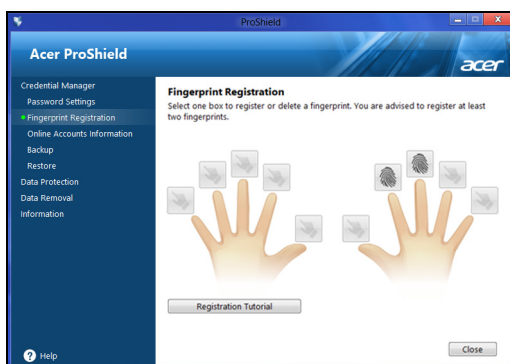 ProShield
Acer ProShield
acer
Credential Manager
Password Settings
Fingerprint Registration
Online Accounts Information
Backup
Restore
Data Protection
Data Removal
Information
Fingerprint Registration
Select one box to register or delete a fingerprint. You are advised to register at least
two fingerprints.
Registration Tutorial
? Help
Close